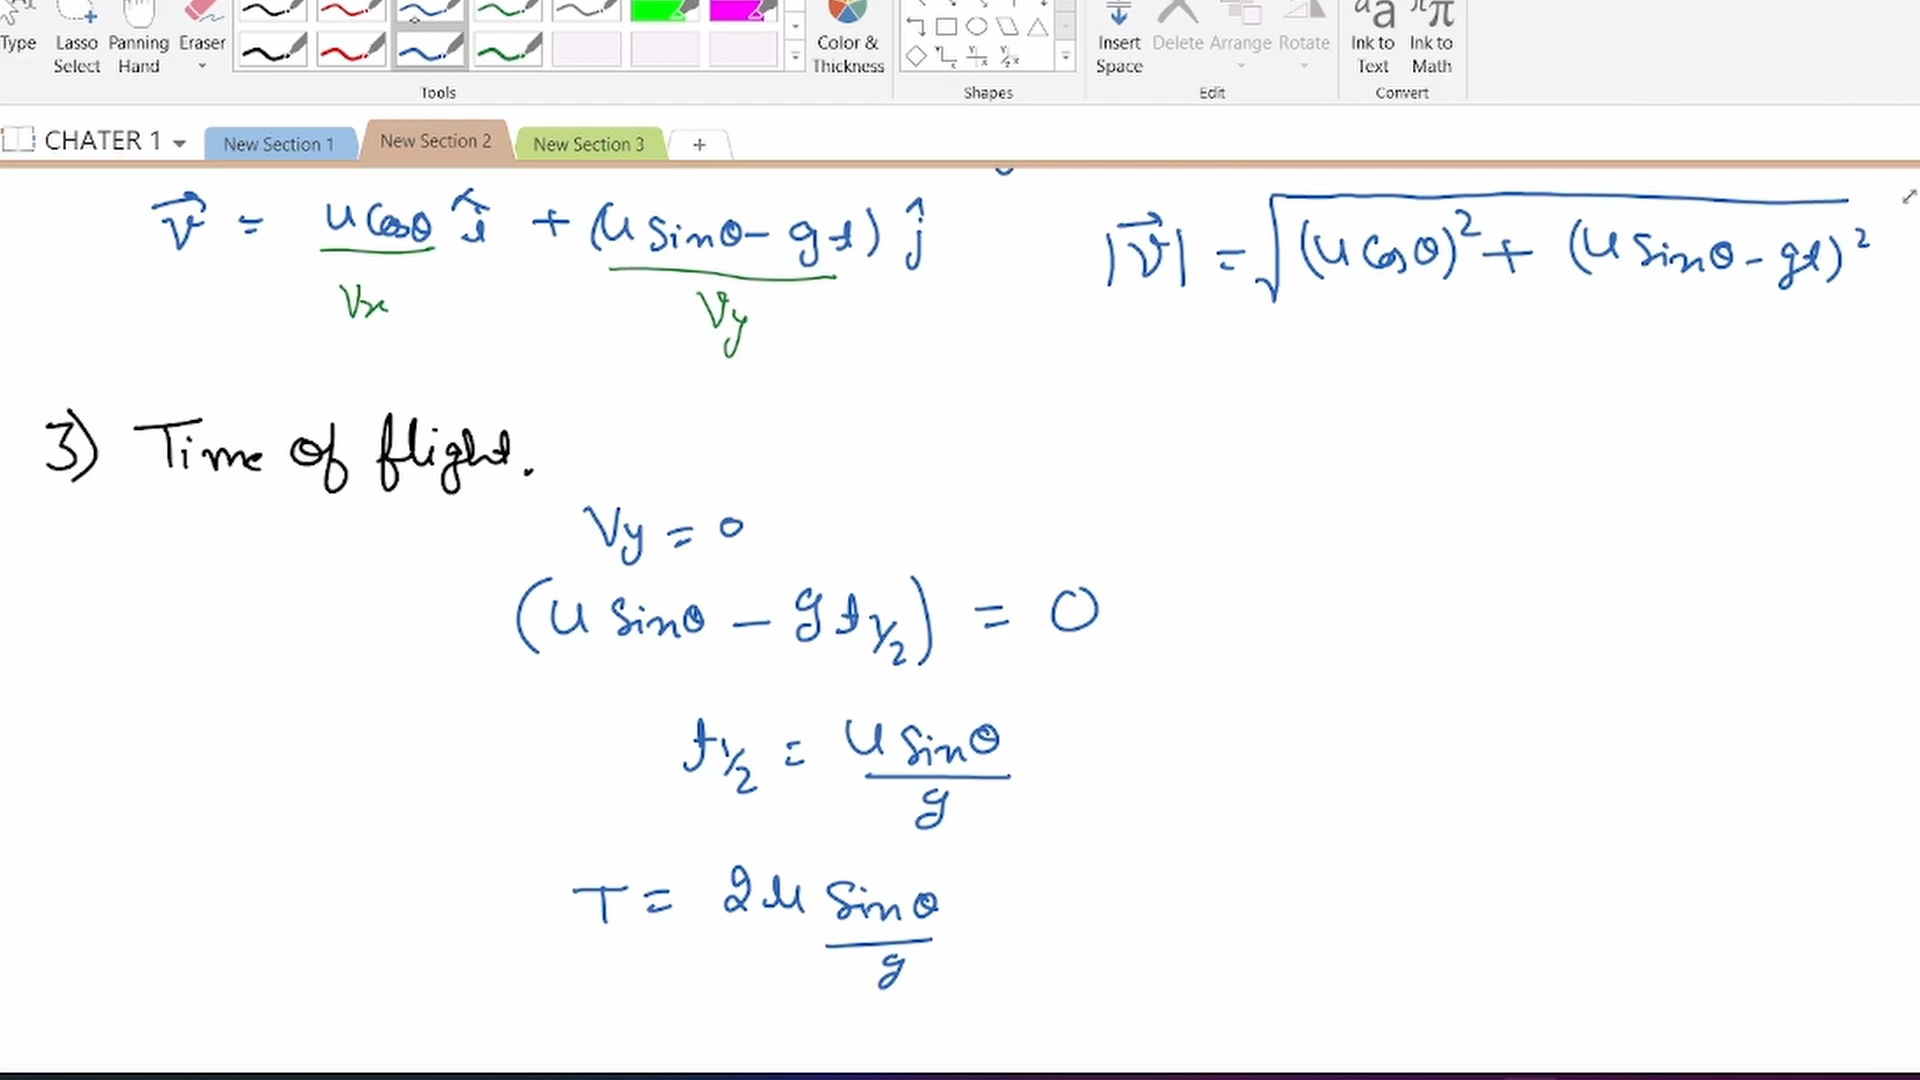 Type Lasso Select Panning Hand Eraser Color & Thickness Insert Space Delete Arrange Rotate Ink to Text Ink to Math
Tools Shapes Edit Convert
CHATER 1 New Section 1 New Section 2 New Section 3 +
v⃗ = u Cosθ î + (u Sinθ - gt) ĵ
|v⃗| = √((u Cosθ)² + (u Sinθ - gt)²)
Vx Vy
3) Time of flight.
Vy = 0
(u Sinθ - g t1/2) = 0
t1/2 = u Sinθ / g
T = 2u Sinθ / g